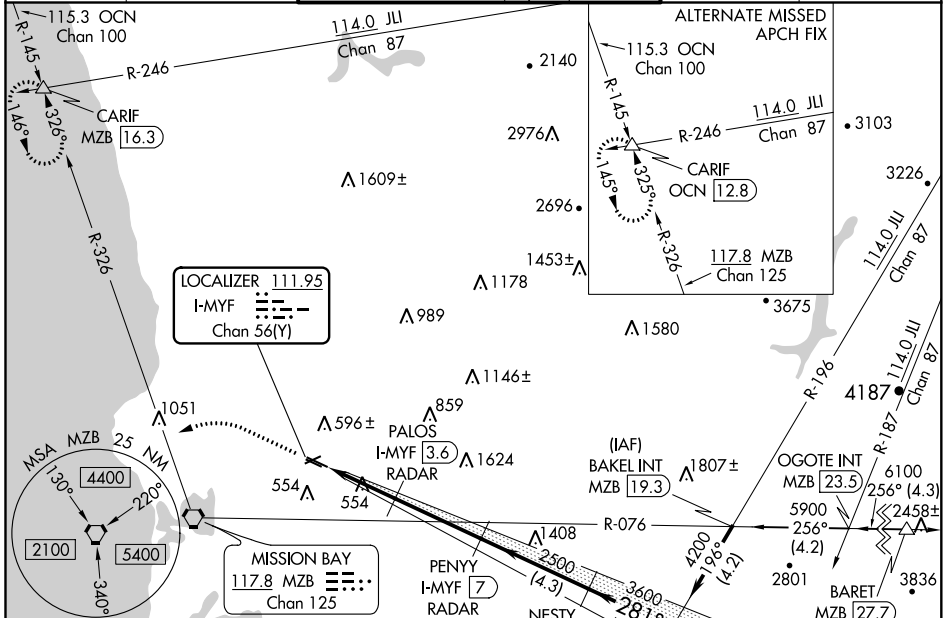 115.3 OCN
Chan 100
R-145
114.0 JLI
Chan 87
R-246
CARIF
MZB 16.3
146°
326°
R-326
2140
2976
1609±
2696
1453±
1178
989
1146±
859
596±
1624
554
554
1051
1408
1580
1807±
3675
3103
3226
4187
2458±
2801
3836
ALTERNATE MISSED
APCH FIX
115.3 OCN
Chan 100
R-145
114.0 JLI
Chan 87
R-246
CARIF
OCN 12.8
145°
325°
R-326
117.8 MZB
Chan 125
LOCALIZER 111.95
I-MYF
Chan 56(Y)
114.0 JLI
Chan 87
R-196
114.0 JLI
Chan 87
R-187
PALOS
I-MYF 3.6
RADAR
(IAF)
BAKEL INT
MZB 19.3
OGOTE INT
MZB 23.5
6100
256° (4.3)
5900
256°
(4.2)
R-076
4200
196°
(4.2)
MSA MZB 25 NM
130°
4400
220°
2100
5400
340°
MISSION BAY
117.8 MZB
Chan 125
PENYY
I-MYF 7
RADAR
2500
(4.3)
3600
281°
NESTY
BARET
MZB 27.7